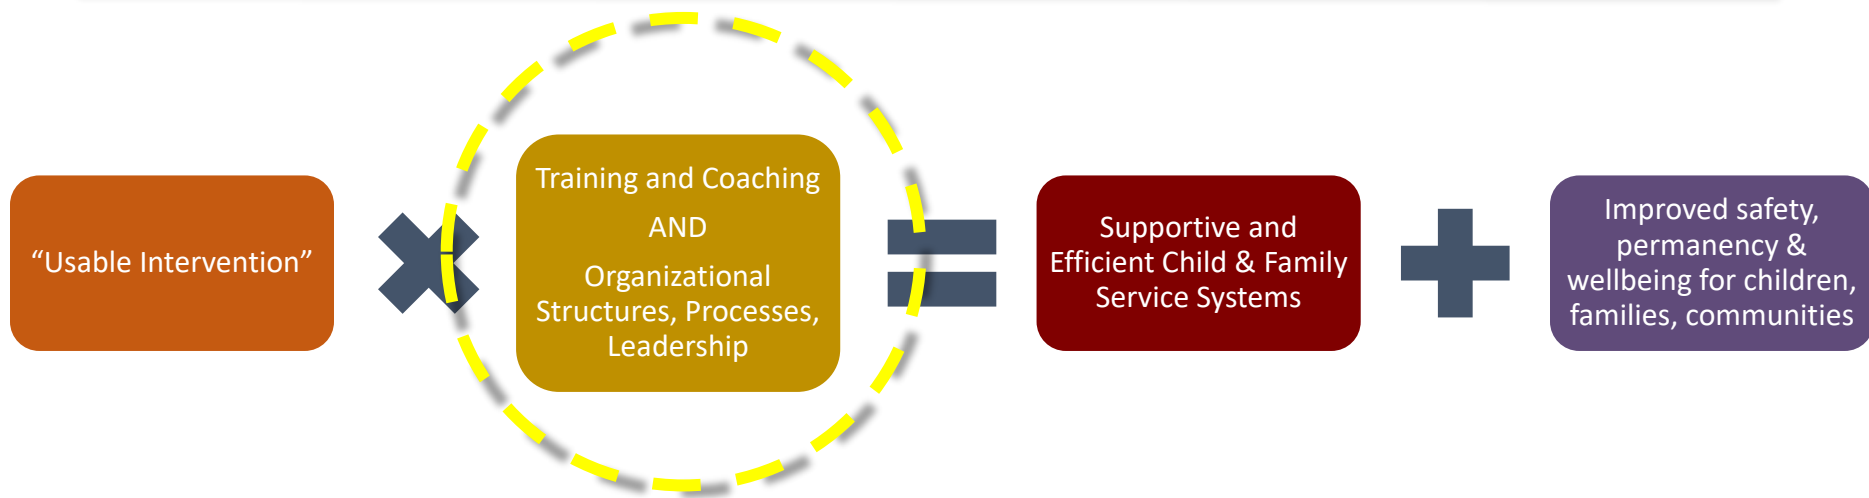 “Usable Intervention”
Training and Coaching
AND
Organizational
Structures, Processes,
Leadership
Supportive and
Efficient Child & Family
Service Systems
Improved safety,
permanency &
wellbeing for children,
families, communities